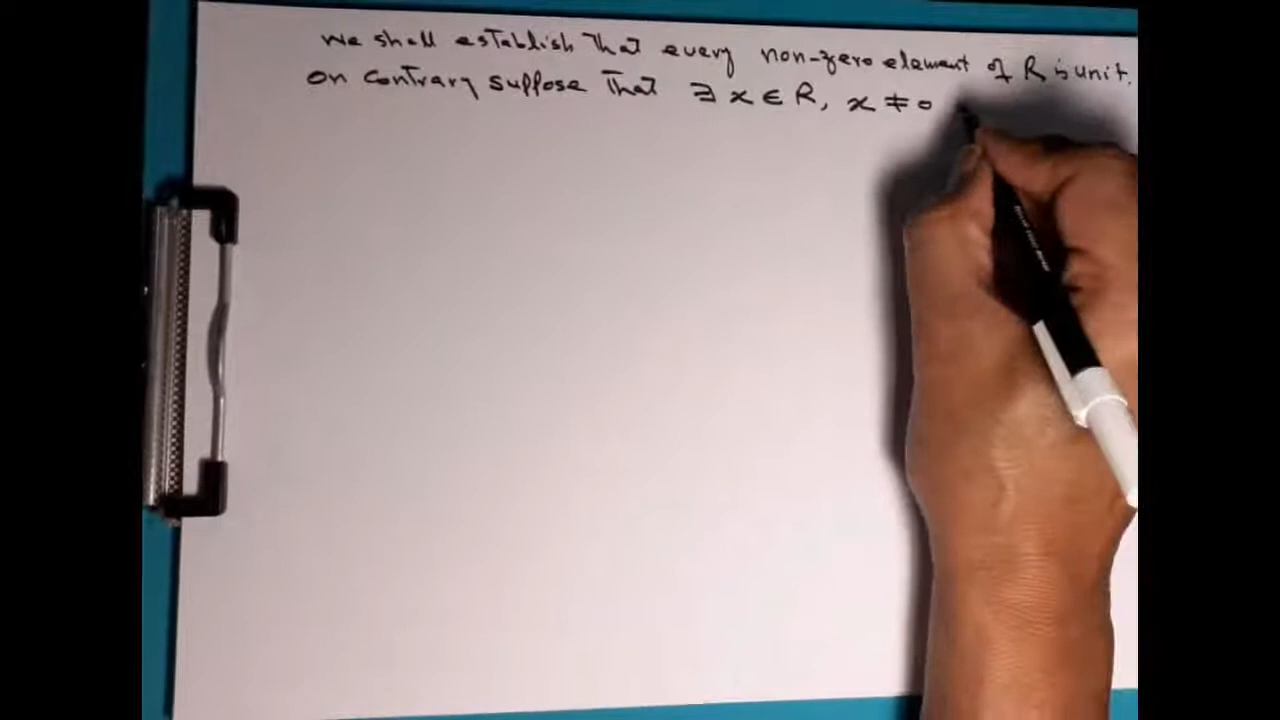 We shall establish that every non-zero element of R is unit.
On contrary suppose that ∃ x ∈ R, x ≠ 0